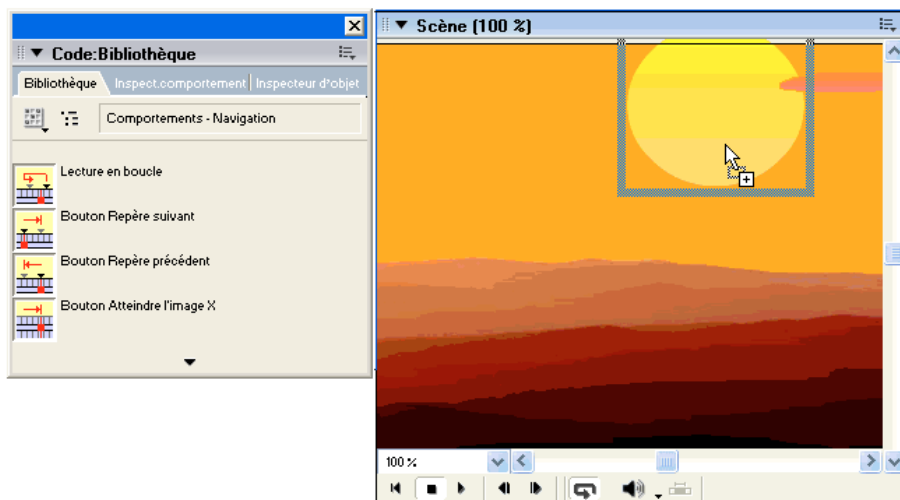 Code:Bibliothèque
Bibliothèque Inspect.comportement Inspecteur d'objet
Comportements - Navigation
Lecture en boucle
Bouton Repère suivant
Bouton Repère précédent
Bouton Atteindre l'image X
Scène (100 %)
100 %